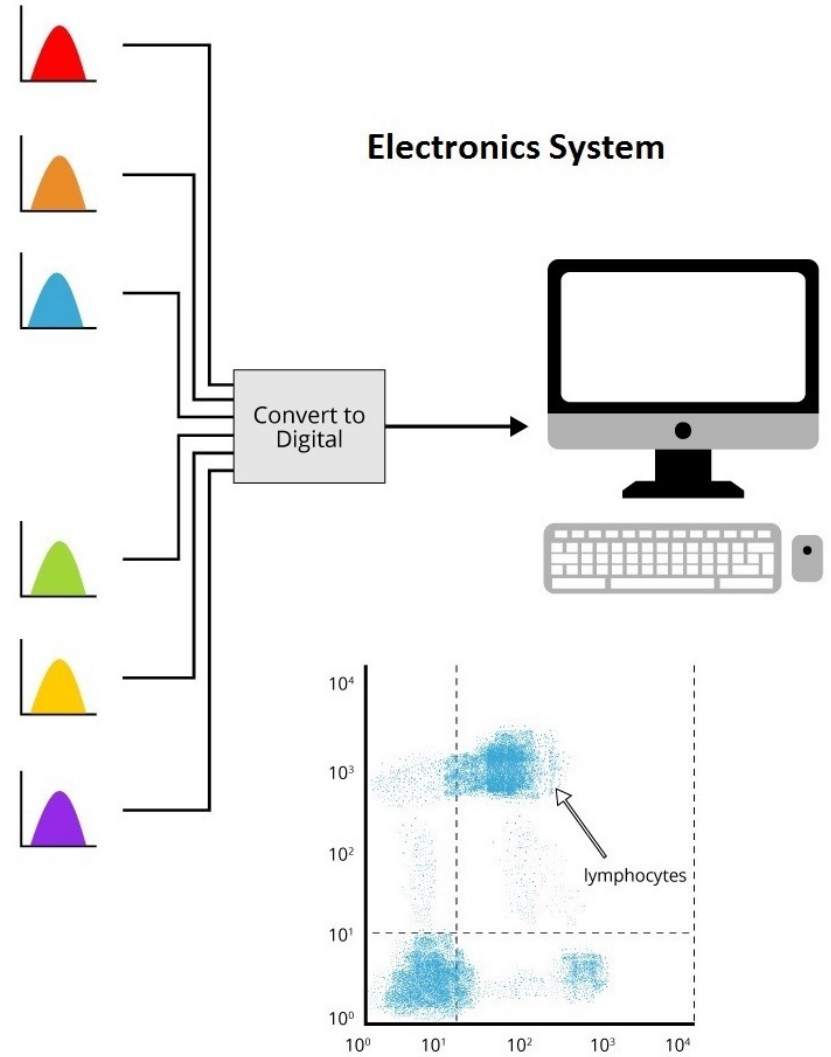 Electronics System
Convert to
Digital
10⁴
10³
10²
10¹
10⁰
lymphocytes
10⁰ 10¹ 10² 10³ 10⁴